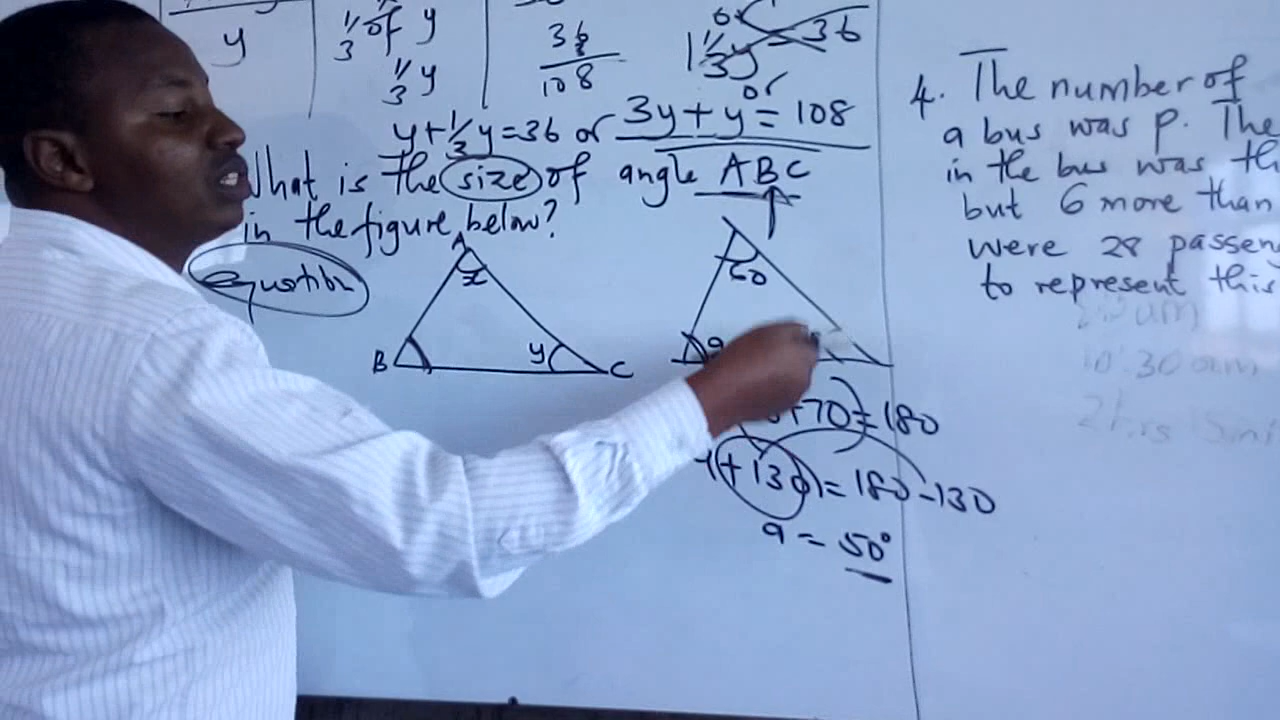 y
1/3 of y
1/3 y
36
108
1 1/3 y
36
or
y + 1/3 y = 36 or 3y + y = 108
What is the size of angle ABC
in the figure below?
equation
A
x
B
y
C
60
a
+70 = 180
+ 130 = 180 - 130
a = 50°
4. The number of
a bus was p. The
in the bus was
but 6 more than
were 28
to represent this
10:30am